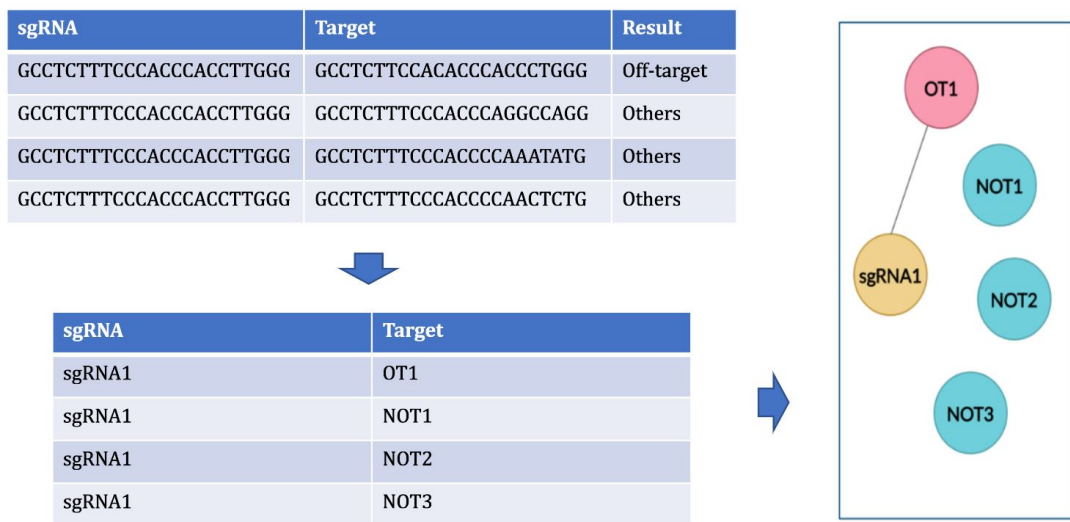 sgRNA Target Result
GCCTCTTTCCCACCCACCTTGGG GCCTCTTCCACACCCACCCTGGG Off-target
GCCTCTTTCCCACCCACCTTGGG GCCTCTTTCCCACCCAGGCCAGG Others
GCCTCTTTCCCACCCACCTTGGG GCCTCTTTCCCACCCCAAATATG Others
GCCTCTTTCCCACCCACCTTGGG GCCTCTTTCCCACCCCAACTCTG Others
sgRNA Target
sgRNA1 OT1
sgRNA1 NOT1
sgRNA1 NOT2
sgRNA1 NOT3
OT1
NOT1
sgRNA1
NOT2
NOT3